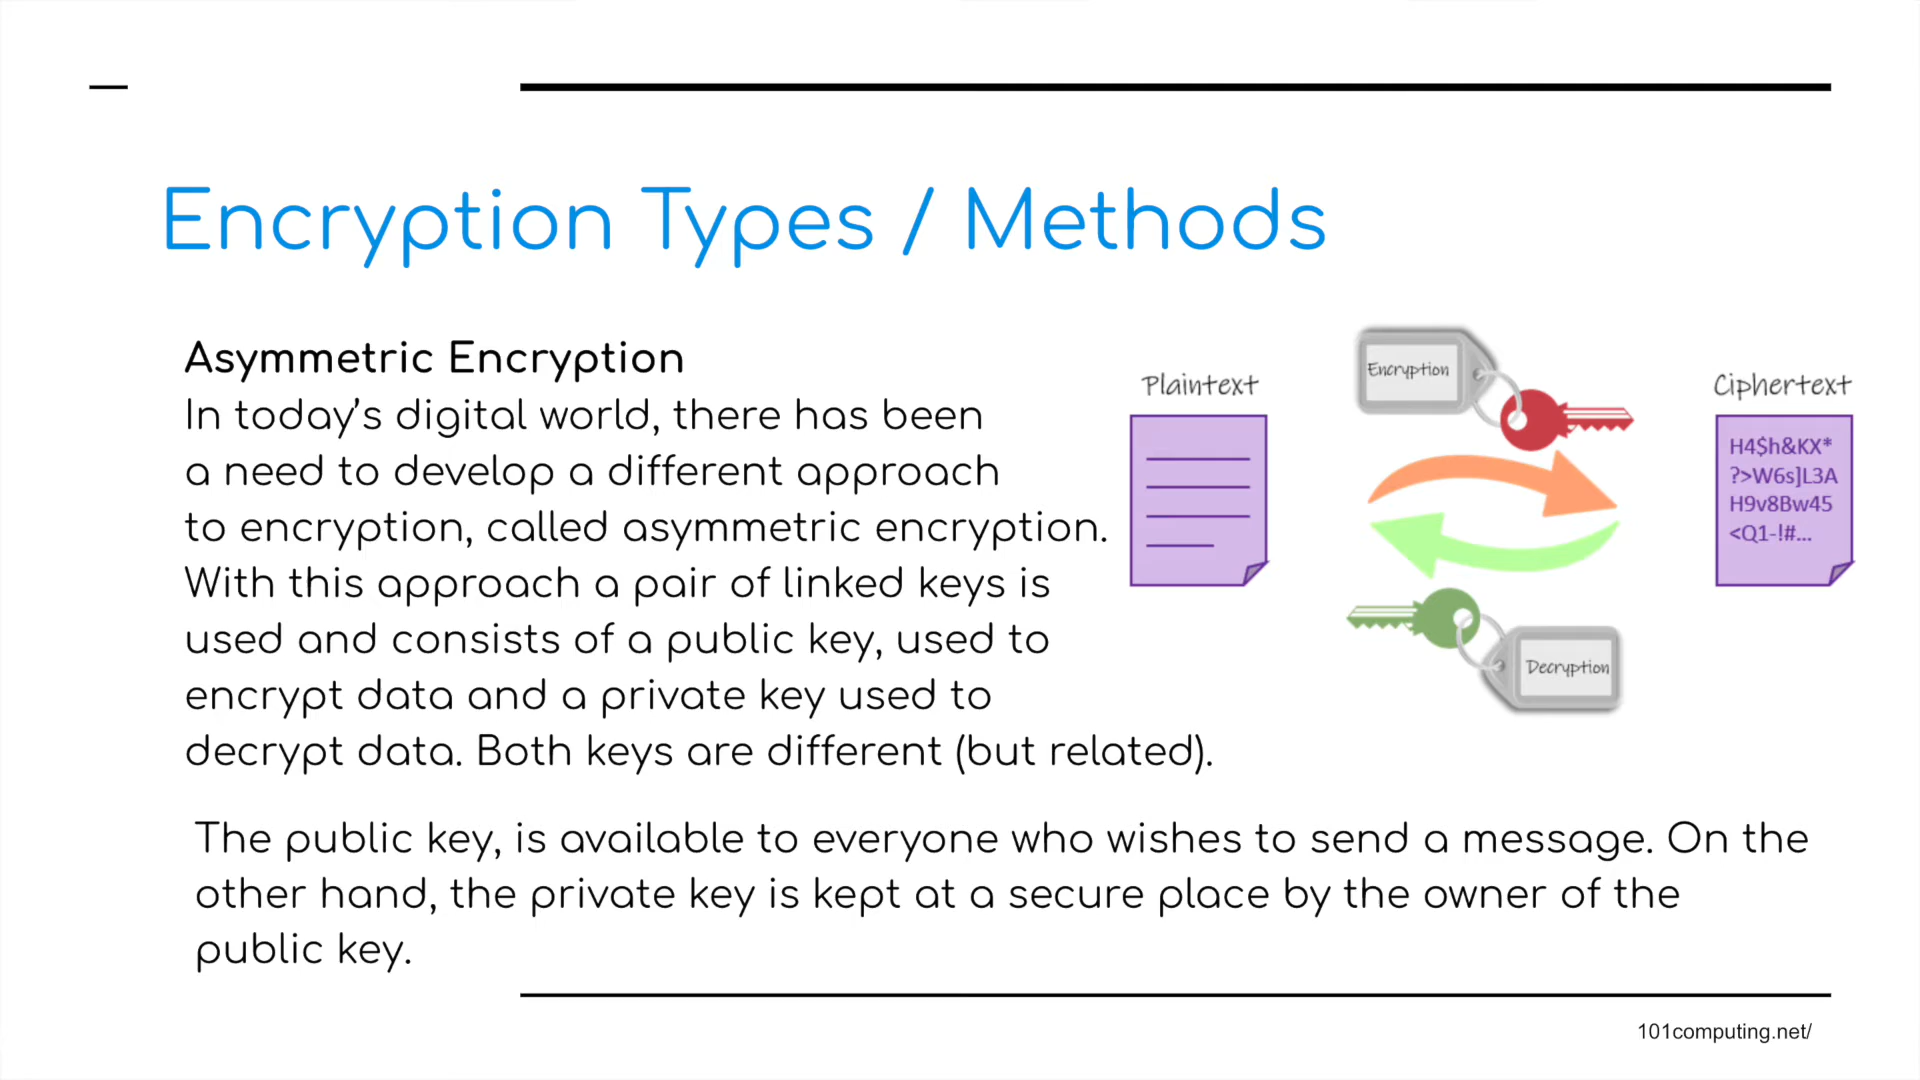 Encryption Types / Methods
Asymmetric Encryption
In today's digital world, there has been
a need to develop a different approach
to encryption, called asymmetric encryption.
With this approach a pair of linked keys is
used and consists of a public key, used to
encrypt data and a private key used to
decrypt data. Both keys are different (but related).
Plaintext
Encryption
Ciphertext
H4$h&KX*
?>W6s]L3A
H9v8Bw45
<Q1-!#...
Decryption
The public key, is available to everyone who wishes to send a message. On the
other hand, the private key is kept at a secure place by the owner of the
public key.
101computing.net/